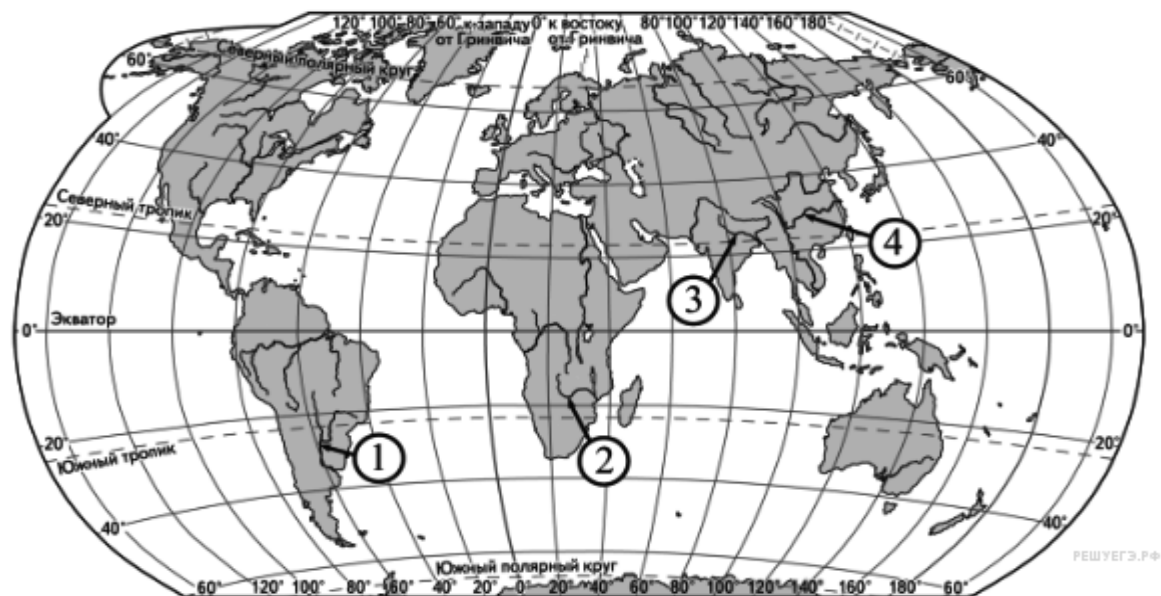 120° 100° 80° 60° к западу 0° к востоку 80° 100° 120° 140° 160° 180°
от Гринвича от Гринвича
60° Северный полярный круг 60°
40° 40°
Северный тропик
20° 20°
4
3
Экватор
0° 0°
20° 20°
Южный тропик
1
2
40° 40°
РЕШУЕГЭ.РФ
Южный полярный круг
60° 120° 100° 80° 60° 40° 20° 0° 20° 40° 60° 80° 100° 120° 140° 160° 180° 60°